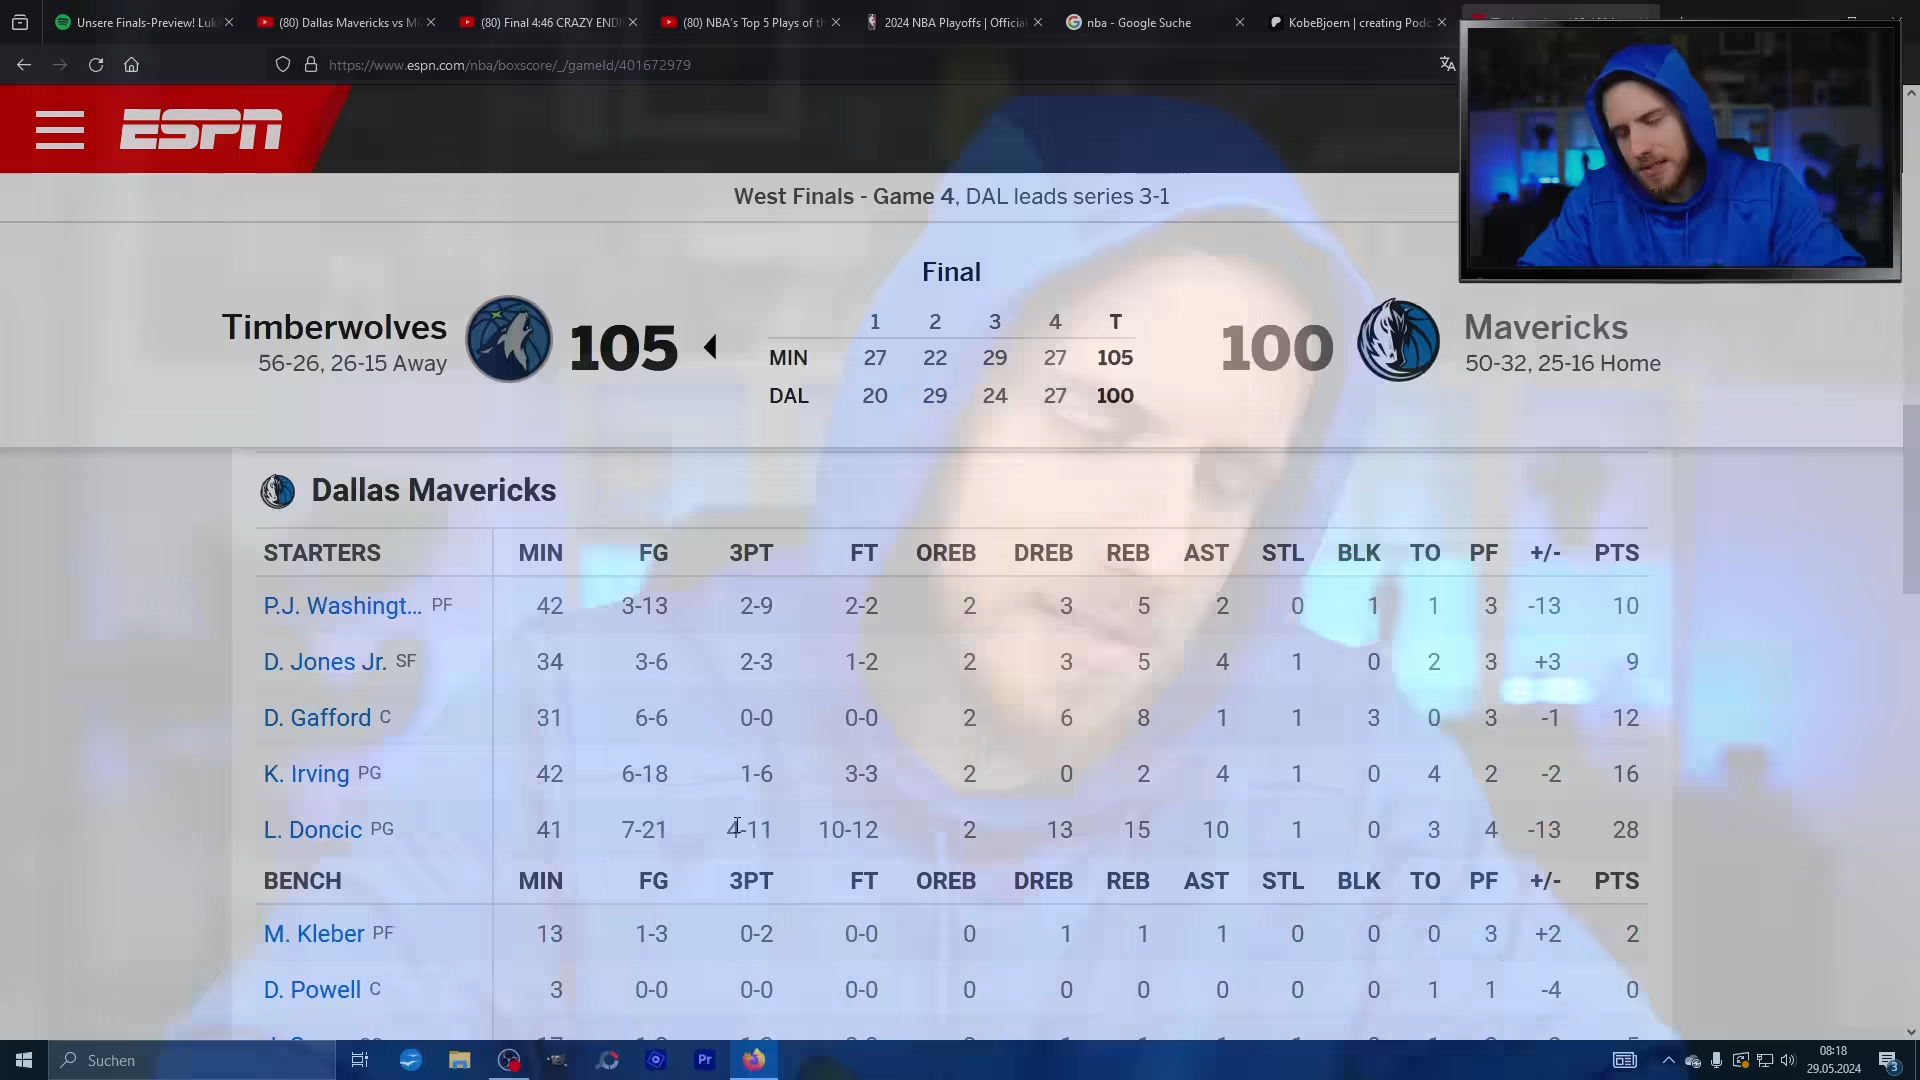 Unsere Finals-Preview! Luk
(80) Dallas Mavericks vs Mi
(80) Final 4:46 CRAZY ENDI
(80) NBA's Top 5 Plays of th
2024 NBA Playoffs | Official
nba - Google Suche
KobeBjoern | creating Podc
https://www.espn.com/nba/boxscore/_/gameId/401672979
ESPN
West Finals - Game 4, DAL leads series 3-1
Final
Timberwolves
56-26, 26-15 Away
105
1 2 3 4 T
MIN 27 22 29 27 105
DAL 20 29 24 27 100
100
Mavericks
50-32, 25-16 Home
Dallas Mavericks
STARTERS MIN FG 3PT FT OREB DREB REB AST STL BLK TO PF +/- PTS
P.J. Washingt... PF 42 3-13 2-9 2-2 2 3 5 2 0 1 1 3 -13 10
D. Jones Jr. SF 34 3-6 2-3 1-2 2 3 5 4 1 0 2 3 +3 9
D. Gafford C 31 6-6 0-0 0-0 2 6 8 1 1 3 0 3 -1 12
K. Irving PG 42 6-18 1-6 3-3 2 0 2 4 1 0 4 2 -2 16
L. Doncic PG 41 7-21 4-11 10-12 2 13 15 10 1 0 3 4 -13 28
BENCH MIN FG 3PT FT OREB DREB REB AST STL BLK TO PF +/- PTS
M. Kleber PF 13 1-3 0-2 0-0 0 1 1 1 0 0 0 3 +2 2
D. Powell C 3 0-0 0-0 0-0 0 0 0 0 0 0 1 1 -4 0
Suchen
Pr
08:18
29.05.2024
3